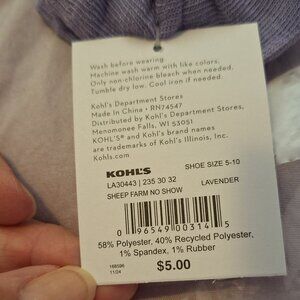 Wash before wearing.
Machine wash warm with like colors.
Only non-chlorine bleach when needed.
Tumble dry low. Cool iron if needed.
Kohl's Department Stores
Made In China • RN74547
Distributed by Kohl's Department Stores
Menomonee Falls, WI 53051
KOHL'S® and Kohl's brand names
are trademarks of Kohl's Illinois, Inc.
Kohls.com
KOHL'S SHOE SIZE 5-10
LA30443 | 235 30 32 LAVENDER
SHEEP FARM NO SHOW
0 96549 00314 5
58% Polyester, 40% Recycled Polyester,
1% Spandex, 1% Rubber
$5.00
168596
11/24